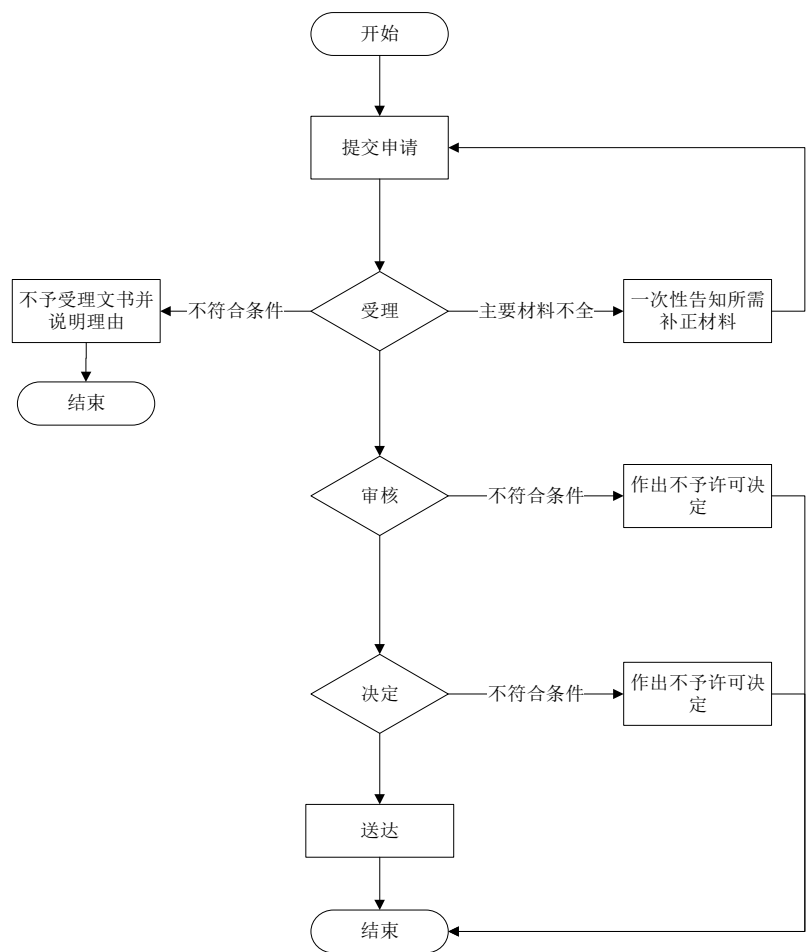 开始
提交申请
不予受理文书并
说明理由
不符合条件
受理
主要材料不全
一次性告知所需
补正材料
结束
审核
不符合条件
作出不予许可决
定
决定
不符合条件
作出不予许可决
定
送达
结束